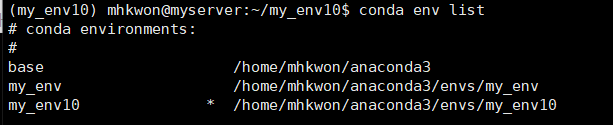 (my_env10) mhkwon@myserver:~/my_env10$ conda env list
# conda environments:
#
base                     /home/mhkwon/anaconda3
my_env                   /home/mhkwon/anaconda3/envs/my_env
my_env10              *  /home/mhkwon/anaconda3/envs/my_env10